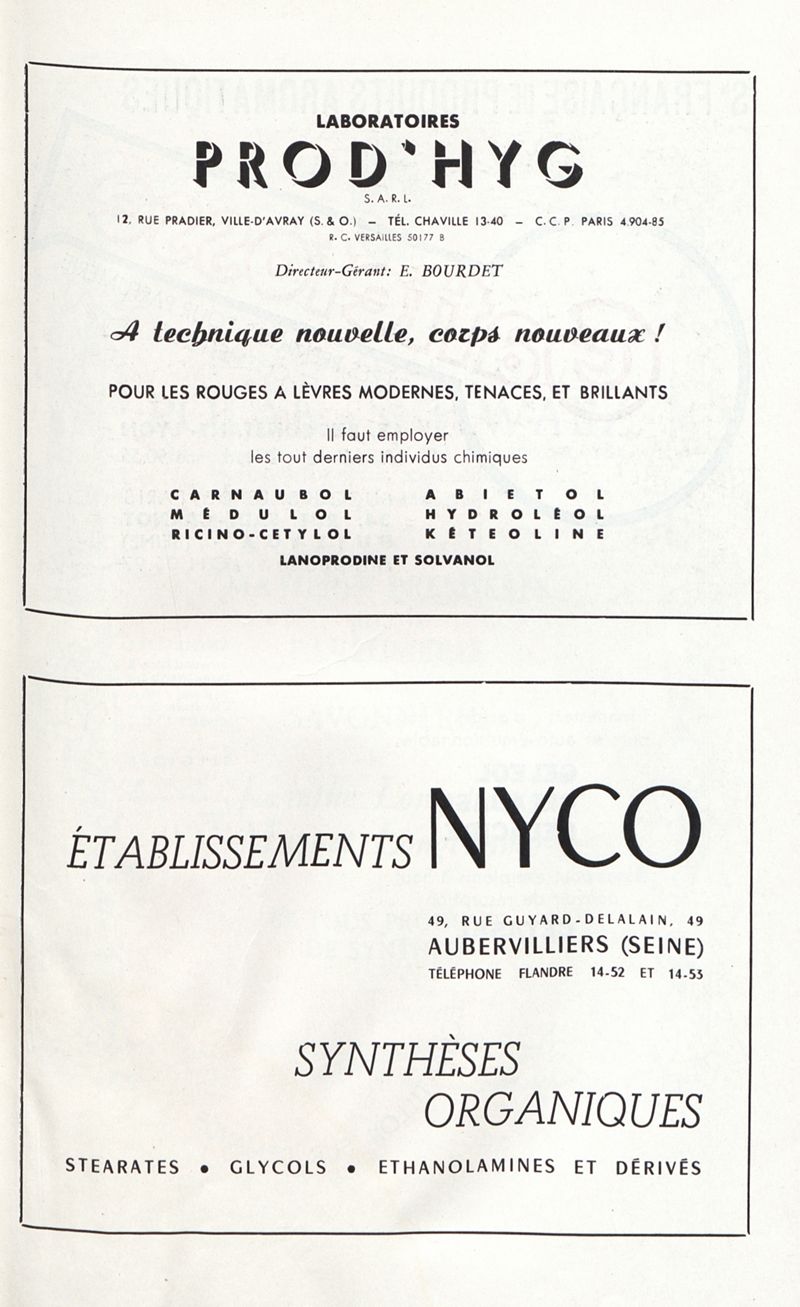 LABORATOIRES
PROD'HYG
S. A. R. L.
12, RUE PRADIER, VILLE-D'AVRAY (S. & O.) — TÉL. CHAVILLE 13-40 — C. C. P. PARIS 4.904-85
R. C. VERSAILLES 50177 B
Directeur-Gérant: E. BOURDET
A technique nouvelle, corps nouveaux !
POUR LES ROUGES A LÈVRES MODERNES, TENACES, ET BRILLANTS
Il faut employer
les tout derniers individus chimiques
CARNAUBOL ABIETOL
MÉDULOL HYDROLÉOL
RICINO-CETYLOL KÉTEOLINE
LANOPRODINE ET SOLVANOL
ÉTABLISSEMENTS NYCO
49, RUE GUYARD-DELALAIN, 49
AUBERVILLIERS (SEINE)
TÉLÉPHONE FLANDRE 14-52 ET 14-53
SYNTHÈSES
ORGANIQUES
STEARATES • GLYCOLS • ETHANOLAMINES ET DÉRIVÉS